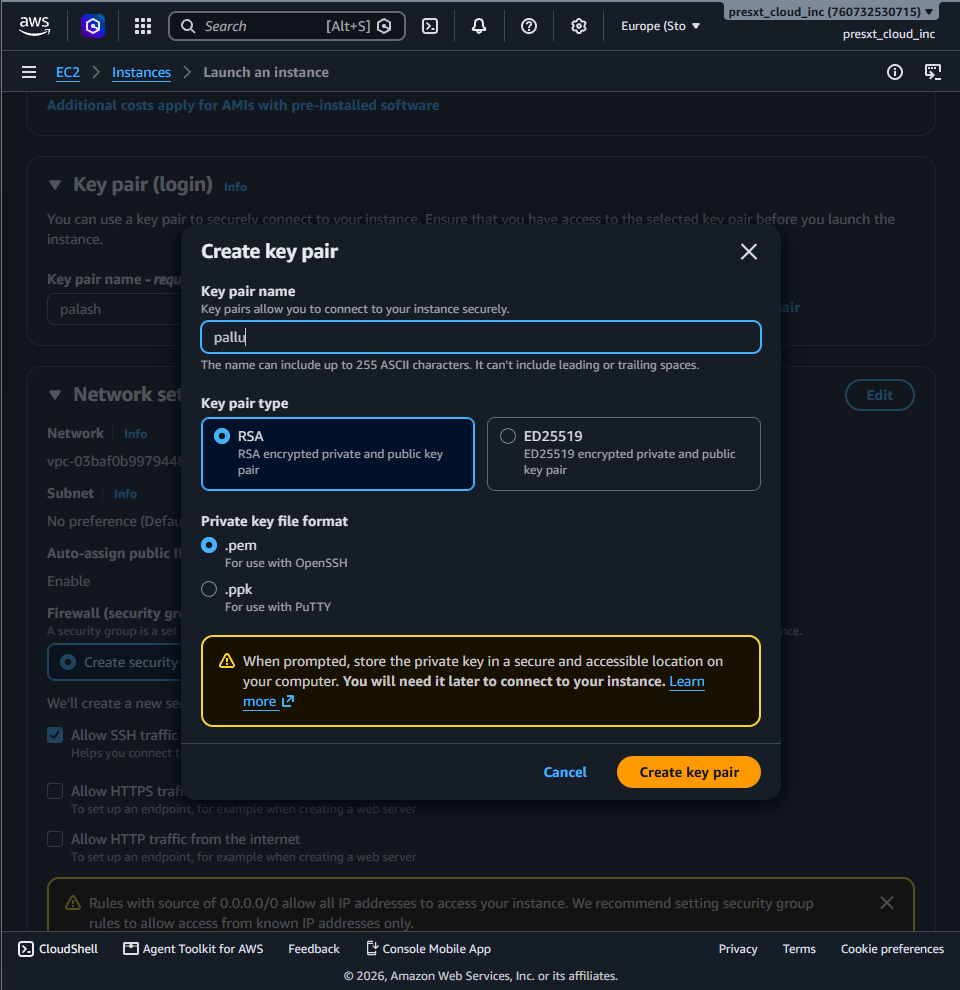 aws
Search [Alt+S]
Europe (Sto
presxt_cloud_inc (760732530715)
presxt_cloud_inc
EC2 > Instances > Launch an instance
Additional costs apply for AMIs with pre-installed software
Key pair (login) Info
You can use a key pair to securely connect to your instance. Ensure that you have access to the selected key pair before you launch the
instance.
Key pair name - requ
palash
air
Create key pair
Key pair name
Key pairs allow you to connect to your instance securely.
pallu
The name can include up to 255 ASCII characters. It can't include leading or trailing spaces.
Key pair type
RSA
RSA encrypted private and public key
pair
ED25519
ED25519 encrypted private and public
key pair
Private key file format
.pem
For use with OpenSSH
.ppk
For use with PuTTY
When prompted, store the private key in a secure and accessible location on
your computer. You will need it later to connect to your instance. Learn
more
Cancel
Create key pair
Network set
Edit
Network Info
vpc-03baf0b9979448
Subnet Info
No preference (Defau
Auto-assign public I
Enable
Firewall (security gro
A security group is a set
nce.
Create security
We'll create a new sec
Allow SSH traffic
Helps you connect t
Allow HTTPS traf
To set up an endpoint, for example when creating a web server
Allow HTTP traffic from the internet
To set up an endpoint, for example when creating a web server
Rules with source of 0.0.0.0/0 allow all IP addresses to access your instance. We recommend setting security group
rules to allow access from known IP addresses only.
CloudShell Agent Toolkit for AWS Feedback Console Mobile App Privacy Terms Cookie preferences
© 2026, Amazon Web Services, Inc. or its affiliates.